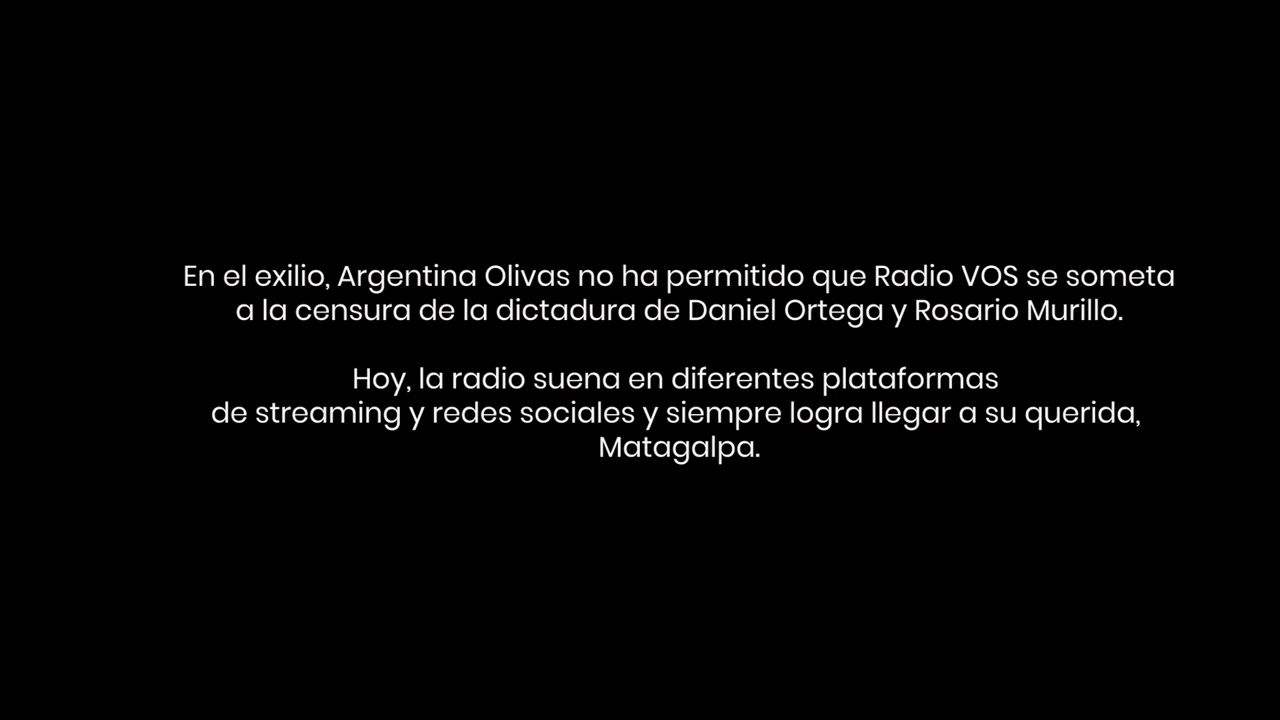 En el exilio, Argentina Olivas no ha permitido que Radio VOS se someta
a la censura de la dictadura de Daniel Ortega y Rosario Murillo.
Hoy, la radio suena en diferentes plataformas
de streaming y redes sociales y siempre logra llegar a su querida,
Matagalpa.